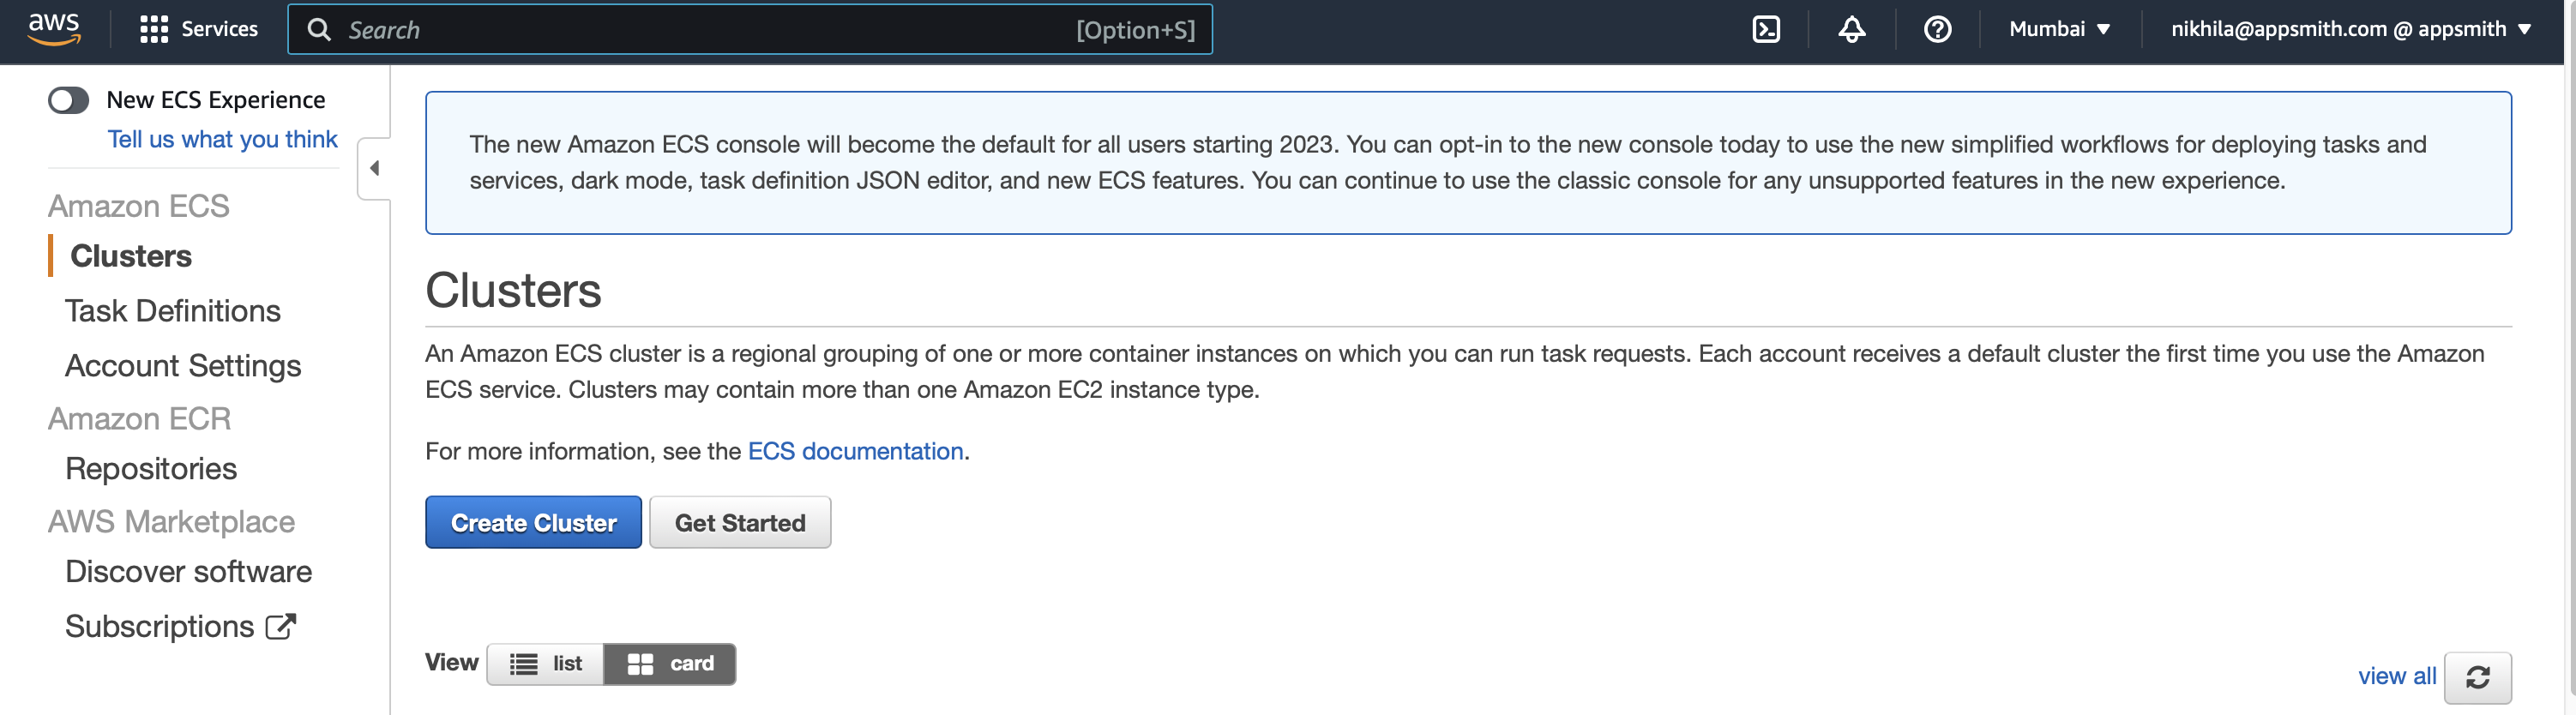 aws
Services
Search [Option+S]
Mumbai ▼
nikhila@appsmith.com @ appsmith ▼
New ECS Experience
Tell us what you think
Amazon ECS
Clusters
Task Definitions
Account Settings
Amazon ECR
Repositories
AWS Marketplace
Discover software
Subscriptions
The new Amazon ECS console will become the default for all users starting 2023. You can opt-in to the new console today to use the new simplified workflows for deploying tasks and
services, dark mode, task definition JSON editor, and new ECS features. You can continue to use the classic console for any unsupported features in the new experience.
Clusters
An Amazon ECS cluster is a regional grouping of one or more container instances on which you can run task requests. Each account receives a default cluster the first time you use the Amazon
ECS service. Clusters may contain more than one Amazon EC2 instance type.
For more information, see the ECS documentation.
Create Cluster Get Started
View list card
view all